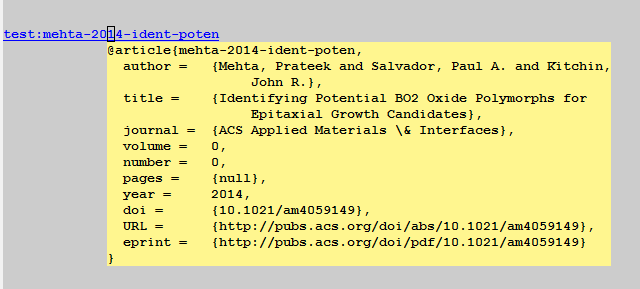 test:mehta-2014-ident-poten
@article{mehta-2014-ident-poten,
author = {Mehta, Prateek and Salvador, Paul A. and Kitchin,
John R.},
title = {Identifying Potential BO2 Oxide Polymorphs for
Epitaxial Growth Candidates},
journal = {ACS Applied Materials \& Interfaces},
volume = 0,
number = 0,
pages = {null},
year = 2014,
doi = {10.1021/am4059149},
URL = {http://pubs.acs.org/doi/abs/10.1021/am4059149},
eprint = {http://pubs.acs.org/doi/pdf/10.1021/am4059149}
}